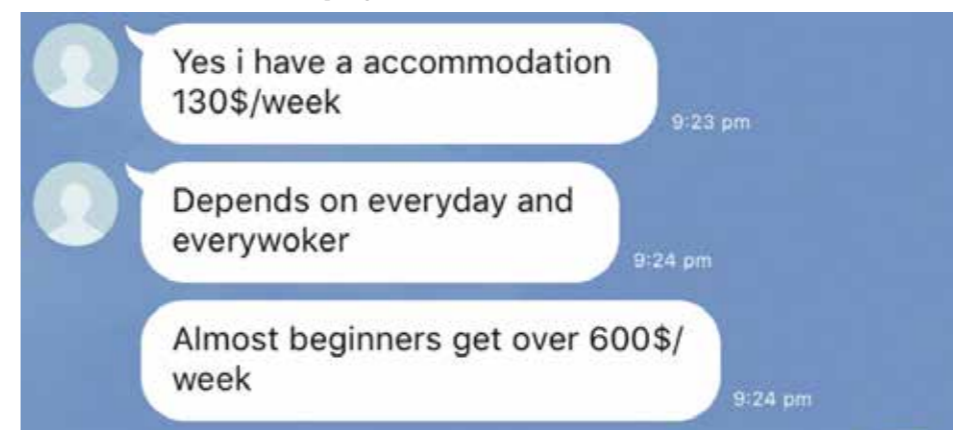 Yes i have a accommodation
130$/week
9:23 pm
Depends on everyday and
everywoker
9:24 pm
Almost beginners get over 600$/
week
9:24 pm